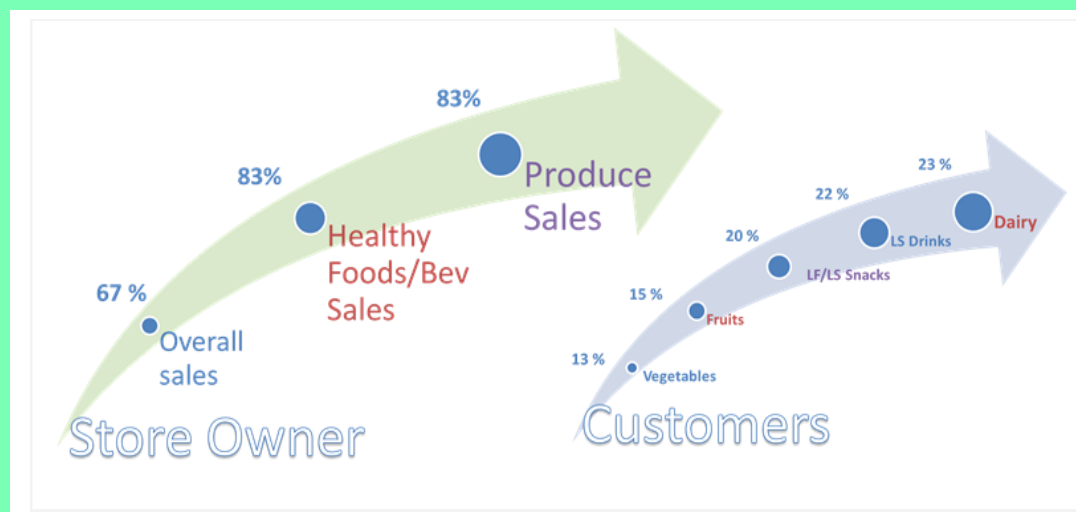 83%
Produce
Sales
83%
Healthy
Foods/Bev
Sales
67 %
Overall
sales
Store Owner
23 %
Dairy
22 %
LS Drinks
20 %
LF/LS Snacks
15 %
Fruits
13 %
Vegetables
Customers